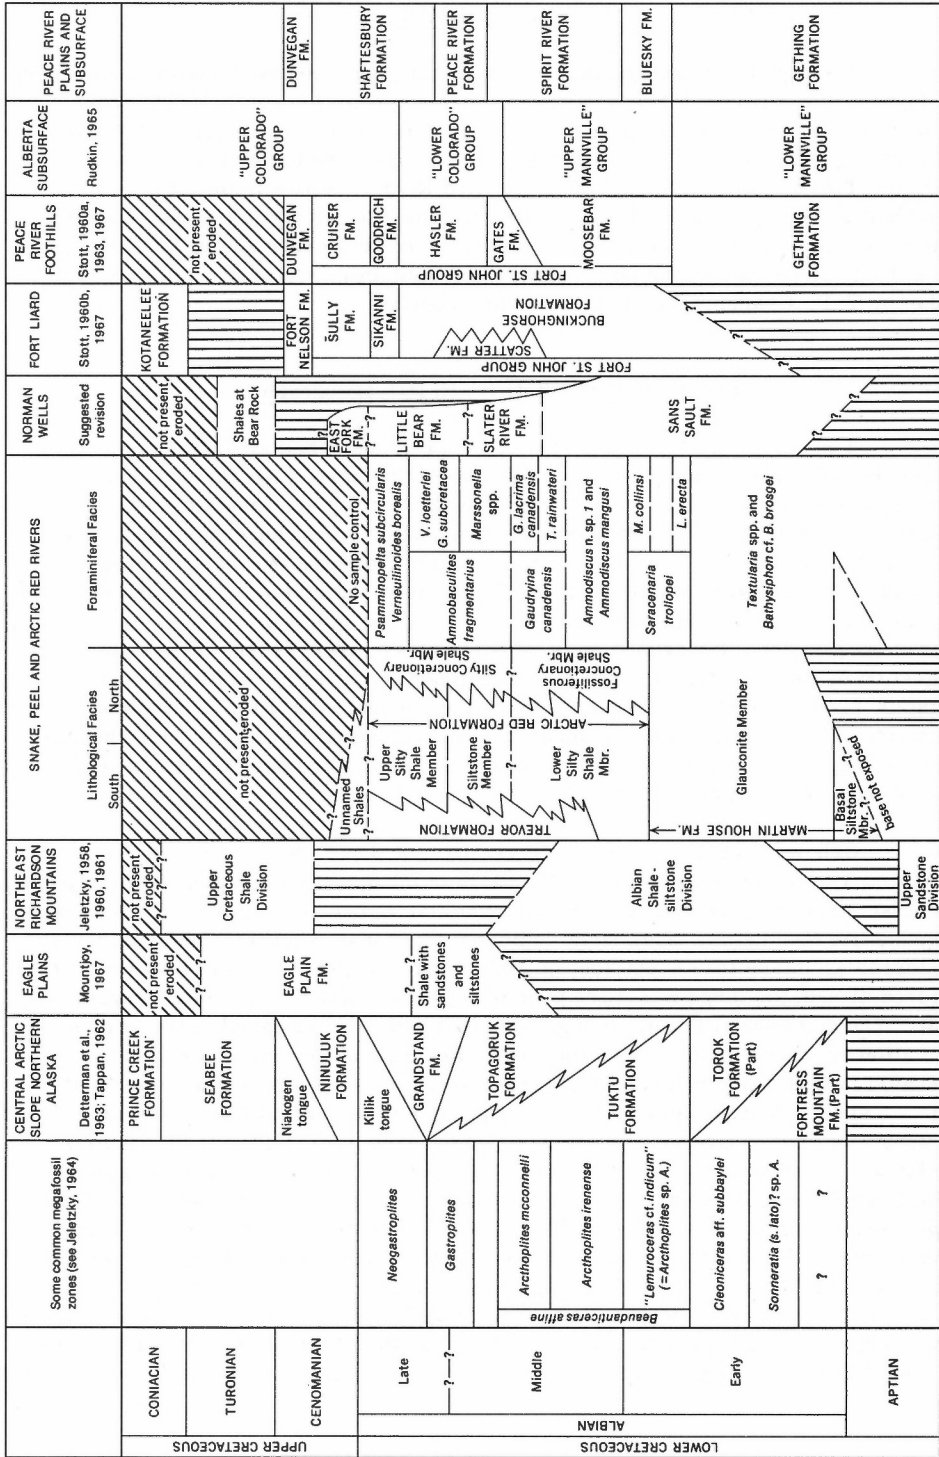 UPPER CRETACEOUS
LOWER CRETACEOUS
CONIACIAN
TURONIAN
CENOMANIAN
ALBIAN
Late
?
?
Middle
Early
APTIAN
Some common megafossil
zones (see Jeletzky, 1964)
Neogastroplites
Gastroplites
Beaudanticeras affine
Arcthoplites mcconnelli
Arcthoplites irenense
"Lemuroceras cf. indicum"
(=Arcthoplites sp. A.)
Cleoniceras aff. subbaylei
Sonneratia (s. lato)? sp. A.
?
?
CENTRAL ARCTIC
SLOPE NORTHERN
ALASKA
Detterman et al.,
1963; Tappan, 1962
PRINCE CREEK
FORMATION
SEABEE
FORMATION
Niakogen
tongue
NINULUK
FORMATION
Killik
tongue
GRANDSTAND
FM.
TOPAGORUK
FORMATION
TUKTU
FORMATION
TOROK
FORMATION
(Part)
FORTRESS
MOUNTAIN
FM. (Part)
EAGLE
PLAINS
Mountjoy,
1967
not present
eroded
?
?
EAGLE
PLAIN
FM.
?
?
Shale with
sandstones
and
siltstones
?
?
NORTHEAST
RICHARDSON
MOUNTAINS
Jeletzky, 1958,
1960, 1961
not present
eroded
?
?
Upper
Cretaceous
Shale
Division
Albian
Shale-
siltstone
Division
?
?
Upper
Sandstone
Division
SNAKE, PEEL AND ARCTIC RED RIVERS
Lithological Facies
South
North
not present
eroded
?
?
?
Unnamed
Shales
?
?
TREVOR FORMATION
Upper
Silty
Shale
Member
Siltstone
Member
?
?
Lower
Silty
Shale
Mbr.
ARCTIC RED FORMATION
Silty Concretionary
Shale Mbr.
Fossiliferous
Concretionary
Shale Mbr.
MARTIN HOUSE FM.
Glauconite Member
Basal
Siltstone
Mbr.
?
?
base not exposed
Foraminiferal Facies
No sample control
Psamminopelta subcircularis
Verneuilinoides borealis
Ammobaculites
fragmentarius
V. loetterlei
G. subcretacea
Marssonella
spp.
Gaudryina
canadensis
G. lacrima
canadensis
T. rainwateri
Ammodiscus n. sp. 1 and
Ammodiscus mangusi
Saracenaria
trollopei
M. collinsi
L. erecta
Textularia spp. and
Bathysiphon cf. B. brosgei
NORMAN
WELLS
Suggested
revision
not present
eroded
Shales at
Bear Rock
?
EAST
FORK
FM.
?
?
LITTLE
BEAR
FM.
?
?
SLATER
RIVER
FM.
SANS
SAULT
FM.
?
?
?
FORT LIARD
Stott, 1960b,
1967
KOTANEELEE
FORMATION
FORT
NELSON FM.
SULLY
FM.
SIKANNI
FM.
BUCKINGHORSE
FORMATION
SCATTER FM.
FORT ST. JOHN GROUP
?
?
?
PEACE
RIVER
FOOTHILLS
Stott, 1960a,
1963, 1967
not present
eroded
DUNVEGAN
FM.
CRUISER
FM.
GOODRICH
FM.
HASLER
FM.
GATES
FM.
MOOSEBAR
FM.
FORT ST. JOHN GROUP
GETHING
FORMATION
ALBERTA
SUBSURFACE
Rudkin, 1965
"UPPER
COLORADO"
GROUP
"LOWER
COLORADO"
GROUP
"UPPER
MANNVILLE"
GROUP
"LOWER
MANNVILLE"
GROUP
PEACE RIVER
PLAINS AND
SUBSURFACE
DUNVEGAN
FM.
SHAFTESBURY
FORMATION
PEACE RIVER
FORMATION
SPIRIT RIVER
FORMATION
BLUESKY FM.
GETHING
FORMATION